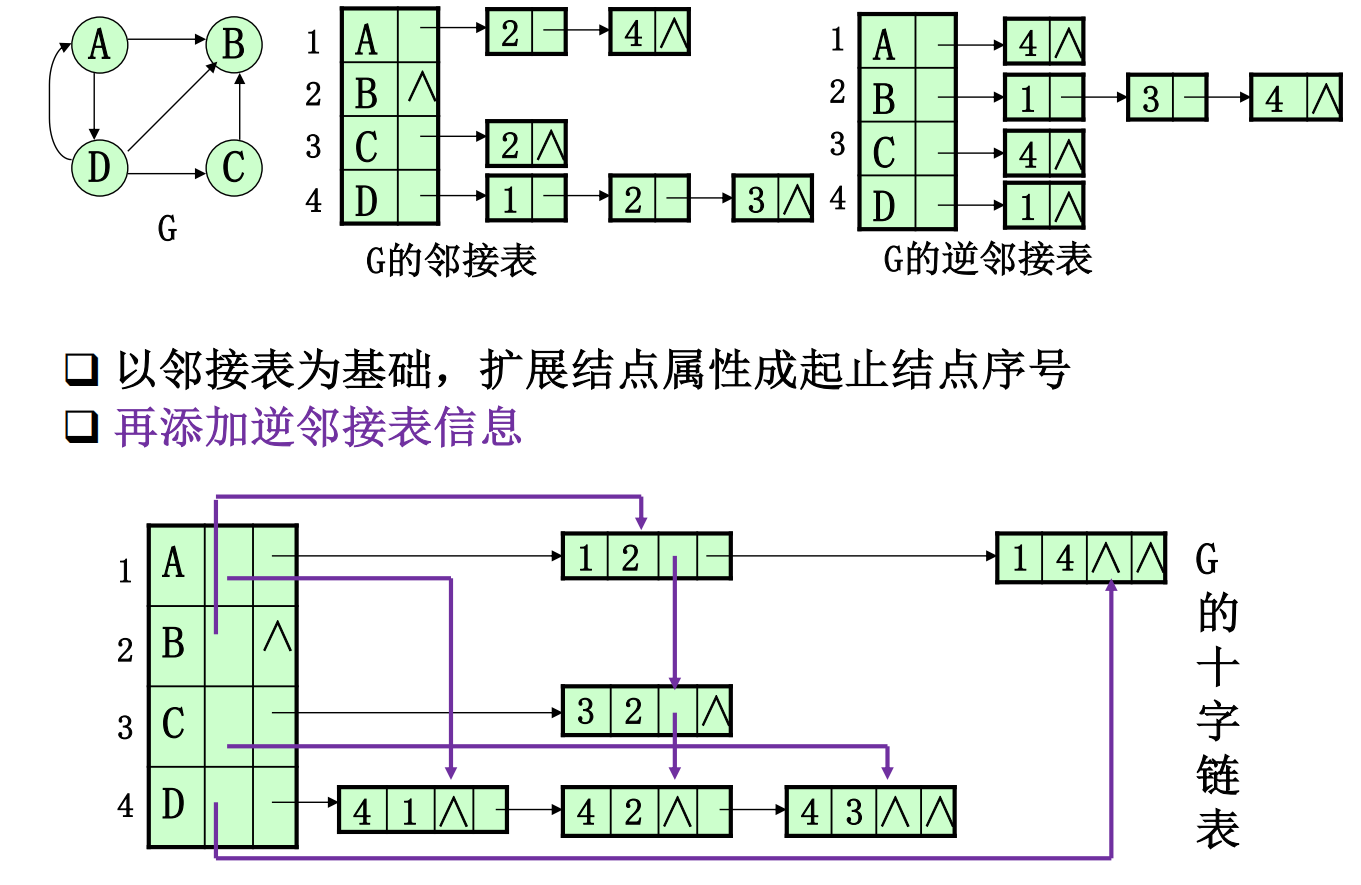 A B
D C
G
1 A 2 4 ∧
2 B ∧
3 C 2 ∧
4 D 1 2 3 ∧
G的邻接表
1 A 4 ∧
2 B 1 3 4 ∧
3 C 4 ∧
4 D 1 ∧
G的逆邻接表
❑ 以邻接表为基础，扩展结点属性成起止结点序号
❑ 再添加逆邻接表信息
1 A 1 2 1 4 ∧ ∧
2 B ∧
3 C 3 2 ∧
4 D 4 1 ∧ 4 2 ∧ 4 3 ∧ ∧
G
的
十
字
链
表